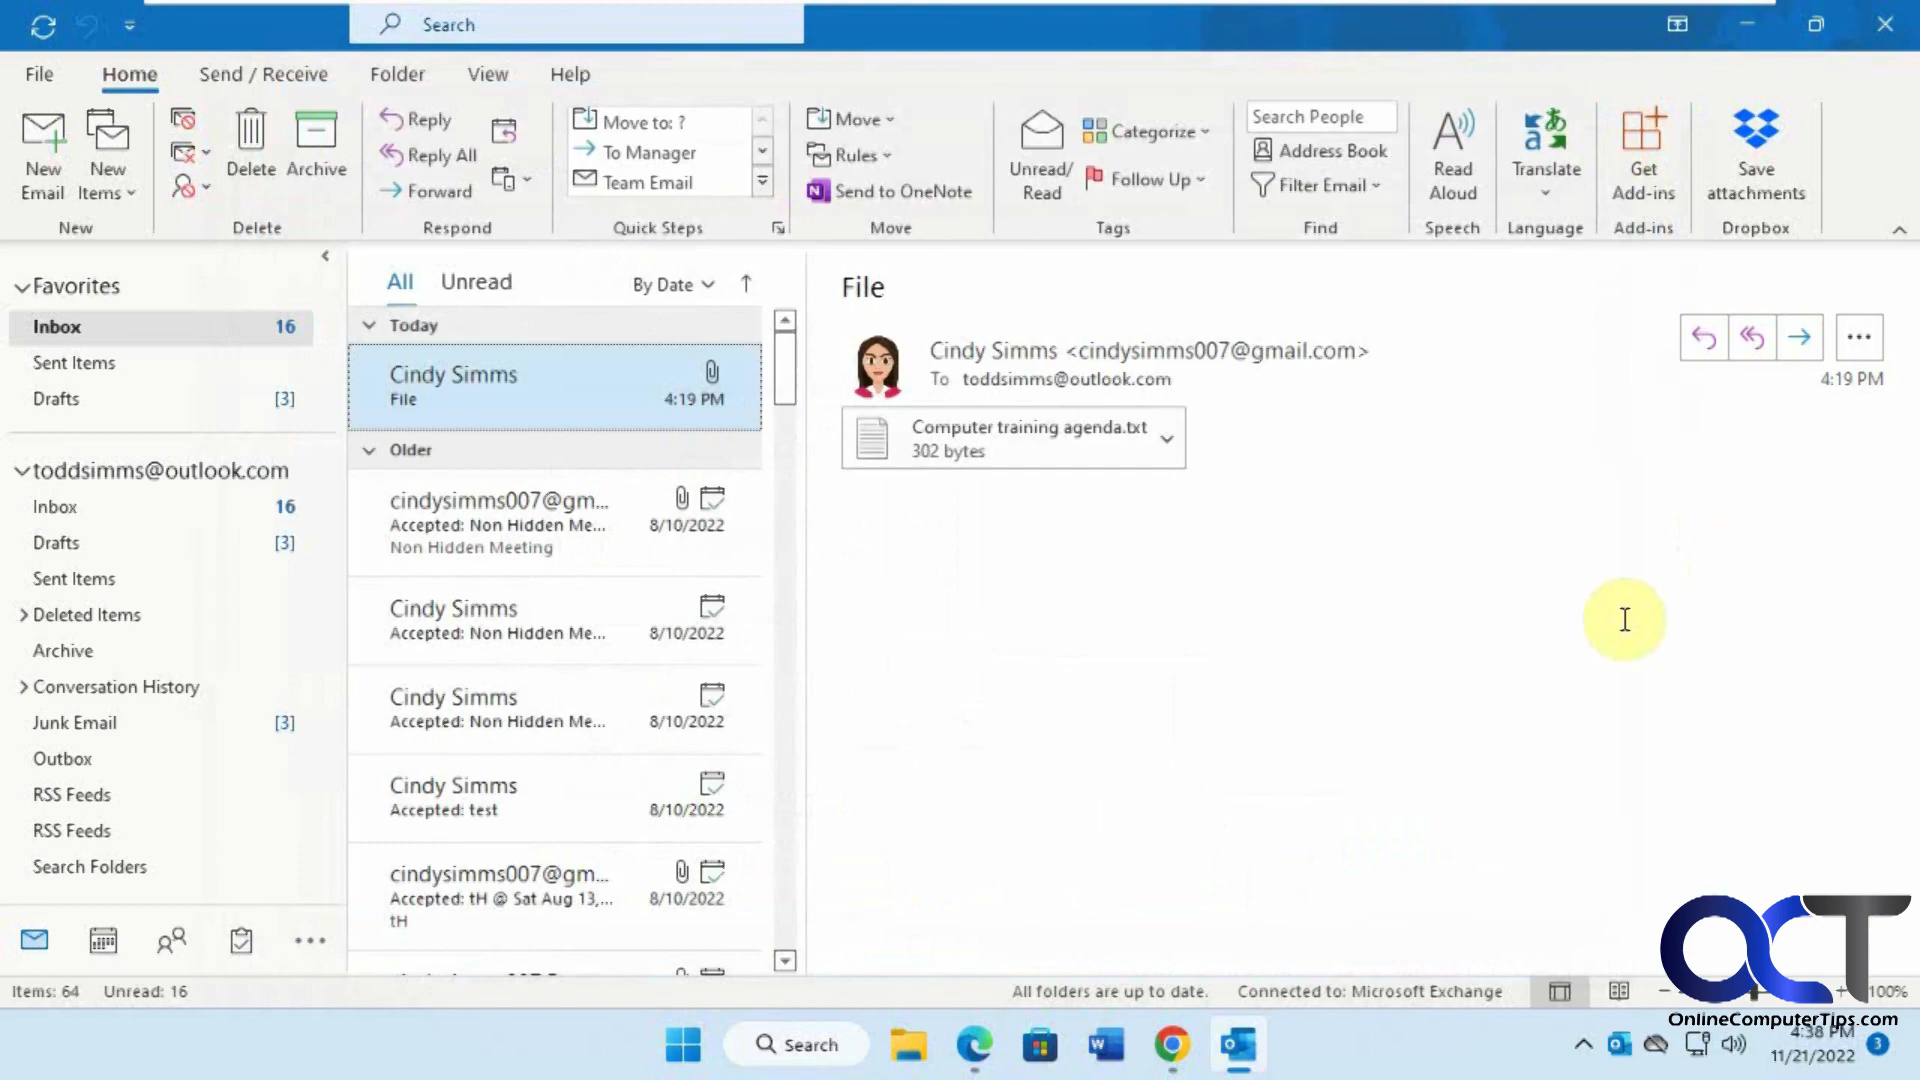 Search
File Home Send / Receive Folder View Help
New Email
New Items
New
Delete
Archive
Delete
Reply
Reply All
Forward
Respond
Move to: ?
To Manager
Team Email
Quick Steps
Move
Rules
Send to OneNote
Move
Unread/ Read
Categorize
Follow Up
Tags
Search People
Address Book
Filter Email
Find
Read Aloud
Speech
Translate
Language
Get Add-ins
Add-ins
Save attachments
Dropbox
Favorites
Inbox 16
Sent Items
Drafts [3]
toddsimms@outlook.com
Inbox 16
Drafts [3]
Sent Items
Deleted Items
Archive
Conversation History
Junk Email [3]
Outbox
RSS Feeds
RSS Feeds
Search Folders
All Unread By Date
Today
Cindy Simms
File 4:19 PM
Older
cindysimms007@gm...
Accepted: Non Hidden Me... 8/10/2022
Non Hidden Meeting
Cindy Simms
Accepted: Non Hidden Me... 8/10/2022
Cindy Simms
Accepted: Non Hidden Me... 8/10/2022
Cindy Simms
Accepted: test 8/10/2022
cindysimms007@gm...
Accepted: tH @ Sat Aug 13,... 8/10/2022
tH
File
Cindy Simms <cindysimms007@gmail.com>
To toddsimms@outlook.com
4:19 PM
Computer training agenda.txt
302 bytes
Items: 64 Unread: 16
All folders are up to date. Connected to: Microsoft Exchange
100%
OCT
OnlineComputerTips.com
Search
4:38 PM
11/21/2022
3